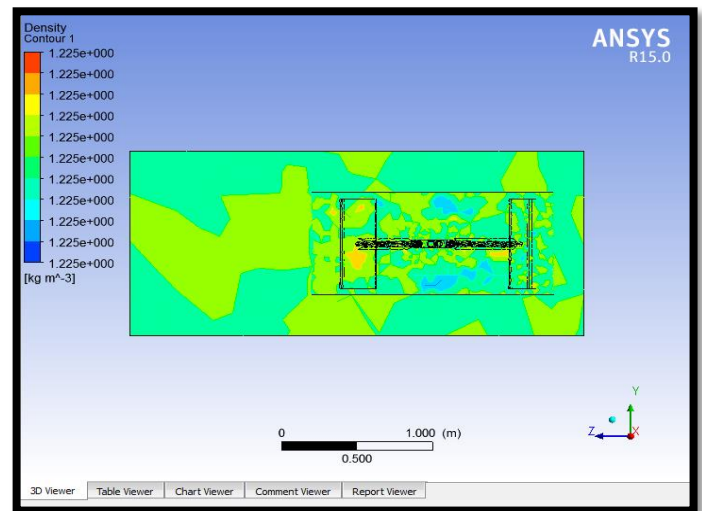 Density
Contour 1
1.225e+000
1.225e+000
1.225e+000
1.225e+000
1.225e+000
1.225e+000
1.225e+000
1.225e+000
1.225e+000
1.225e+000
1.225e+000
[kg m^-3]
ANSYS
R15.0
Y
Z
X
0
1.000 (m)
0.500
3D Viewer
Table Viewer
Chart Viewer
Comment Viewer
Report Viewer